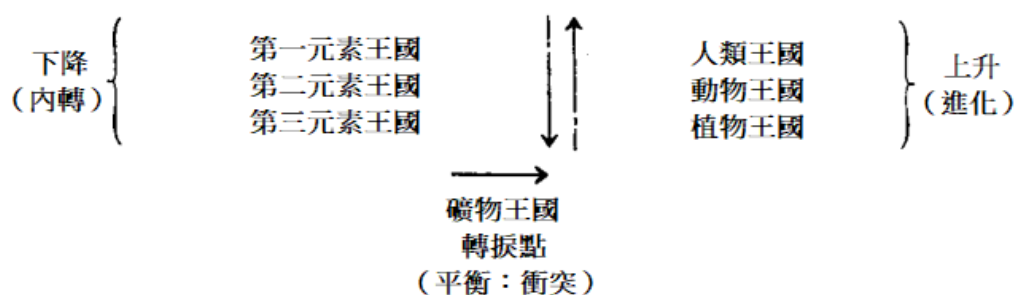 下降
（內轉）
第一元素王國
第二元素王國
第三元素王國
人類王國
動物王國
植物王國
上升
（進化）
礦物王國
轉捩點
（平衡：衝突）